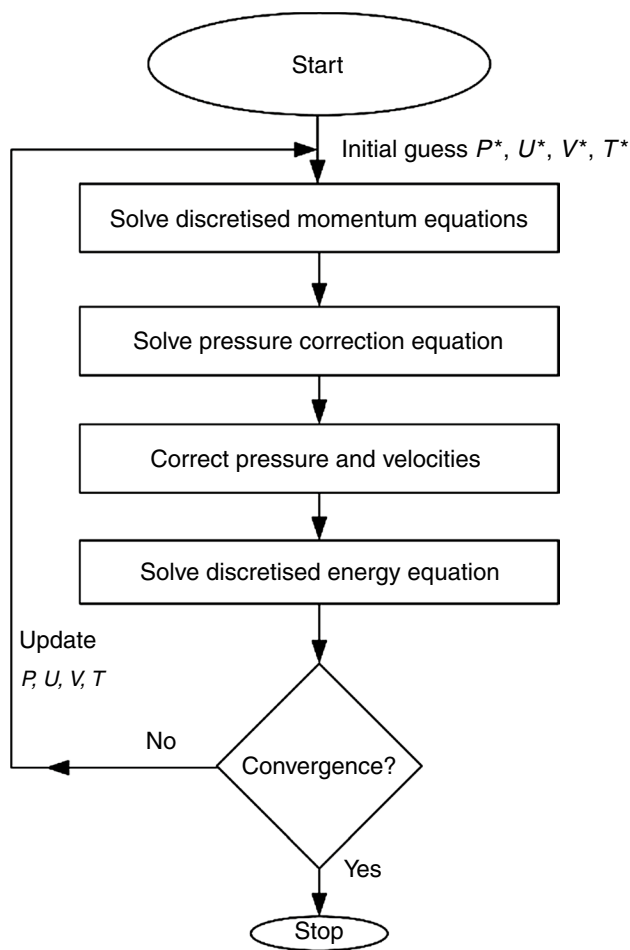 Start
Initial guess P*, U*, V*, T*
Solve discretised momentum equations
Solve pressure correction equation
Correct pressure and velocities
Solve discretised energy equation
Update
P, U, V, T
No
Convergence?
Yes
Stop